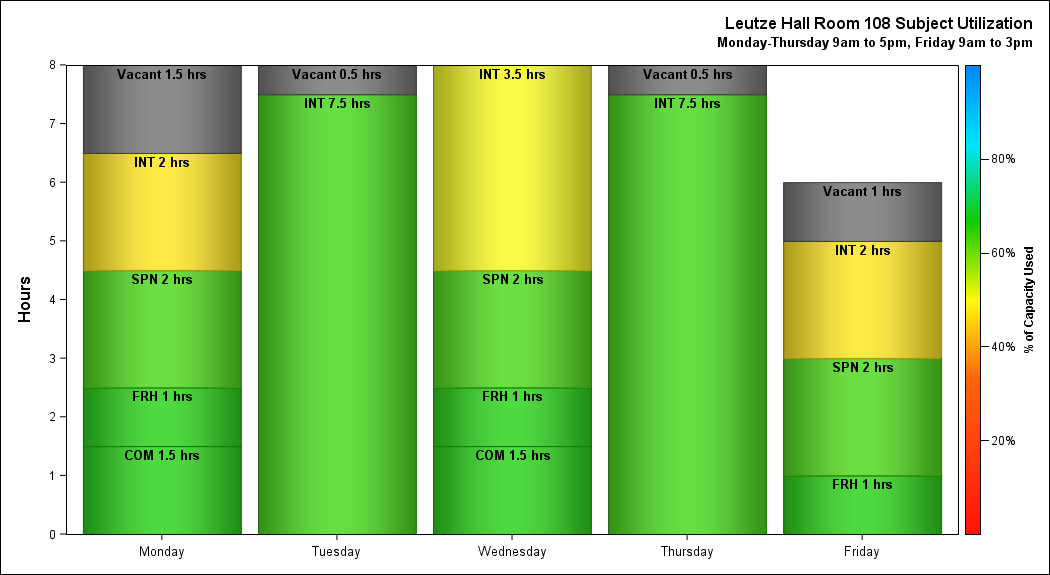 Leutze Hall Room 108 Subject Utilization
Monday-Thursday 9am to 5pm, Friday 9am to 3pm
Hours
8
7
6
5
4
3
2
1
0
Vacant 1.5 hrs
INT 2 hrs
SPN 2 hrs
FRH 1 hrs
COM 1.5 hrs
Vacant 0.5 hrs
INT 7.5 hrs
INT 3.5 hrs
SPN 2 hrs
FRH 1 hrs
COM 1.5 hrs
Vacant 0.5 hrs
INT 7.5 hrs
Vacant 1 hrs
INT 2 hrs
SPN 2 hrs
FRH 1 hrs
Monday
Tuesday
Wednesday
Thursday
Friday
80%
60%
40%
20%
% of Capacity Used